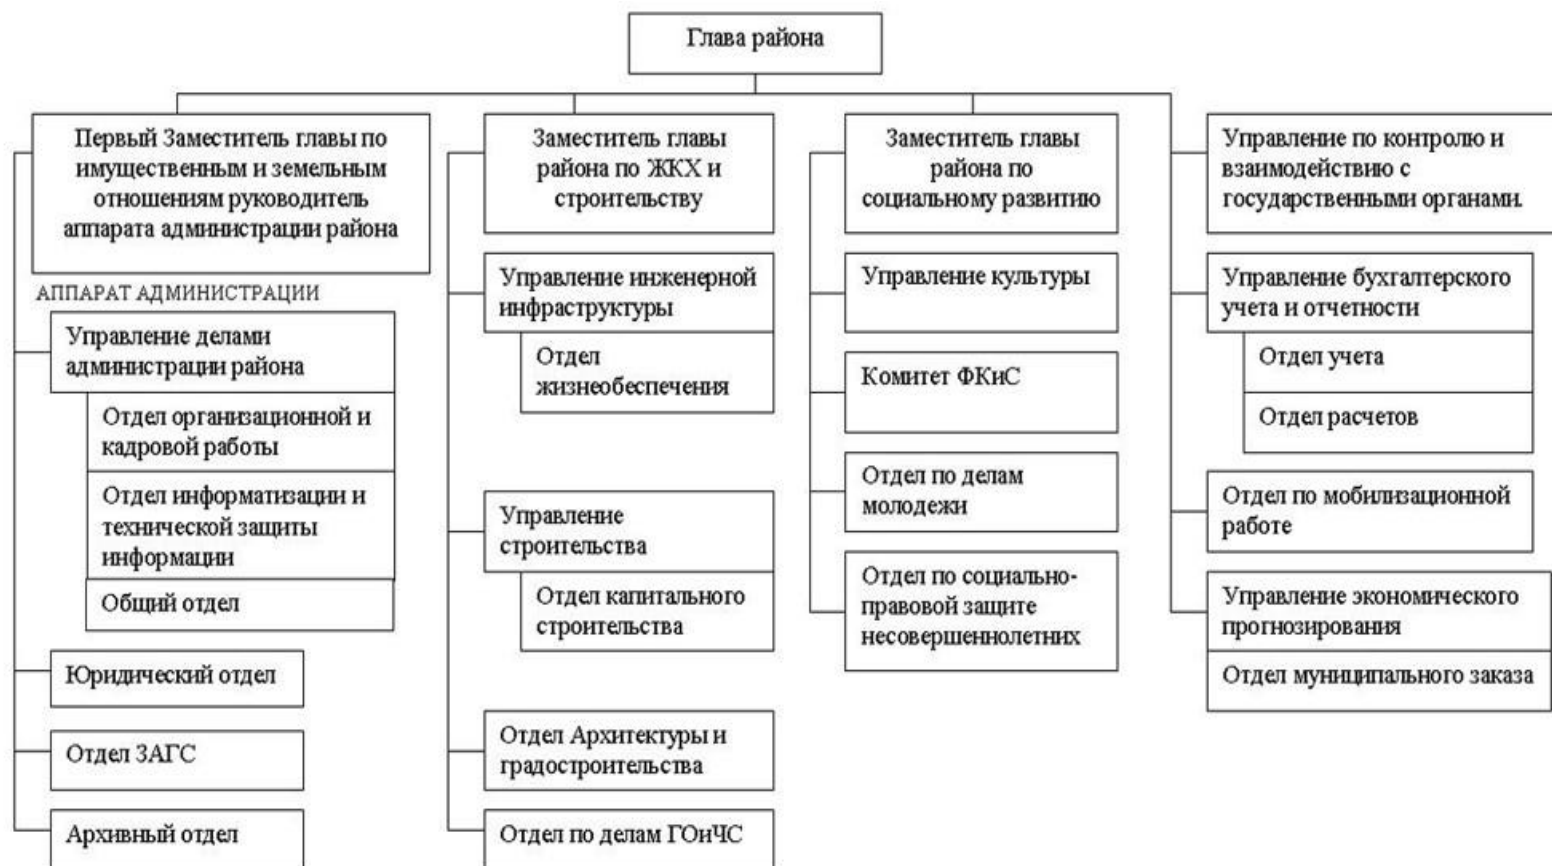 Глава района
Первый Заместитель главы по
имущественным и земельным
отношениям руководитель
аппарата администрации района
АППАРАТ АДМИНИСТРАЦИИ
Управление делами
администрации района
Отдел организационной и
кадровой работы
Отдел информатизации и
технической защиты
информации
Общий отдел
Юридический отдел
Отдел ЗАГС
Архивный отдел
Заместитель главы
района по ЖКХ и
строительству
Управление инженерной
инфраструктуры
Отдел
жизнеобеспечения
Управление
строительства
Отдел капитального
строительства
Отдел Архитектуры и
градостроительства
Отдел по делам ГОиЧС
Заместитель главы
района по
социальному развитию
Управление культуры
Комитет ФКиС
Отдел по делам
молодежи
Отдел по социально-
правовой защите
несовершеннолетних
Управление по контролю и
взаимодействию с
государственными органами.
Управление бухгалтерского
учета и отчетности
Отдел учета
Отдел расчетов
Отдел по мобилизационной
работе
Управление экономического
прогнозирования
Отдел муниципального заказа